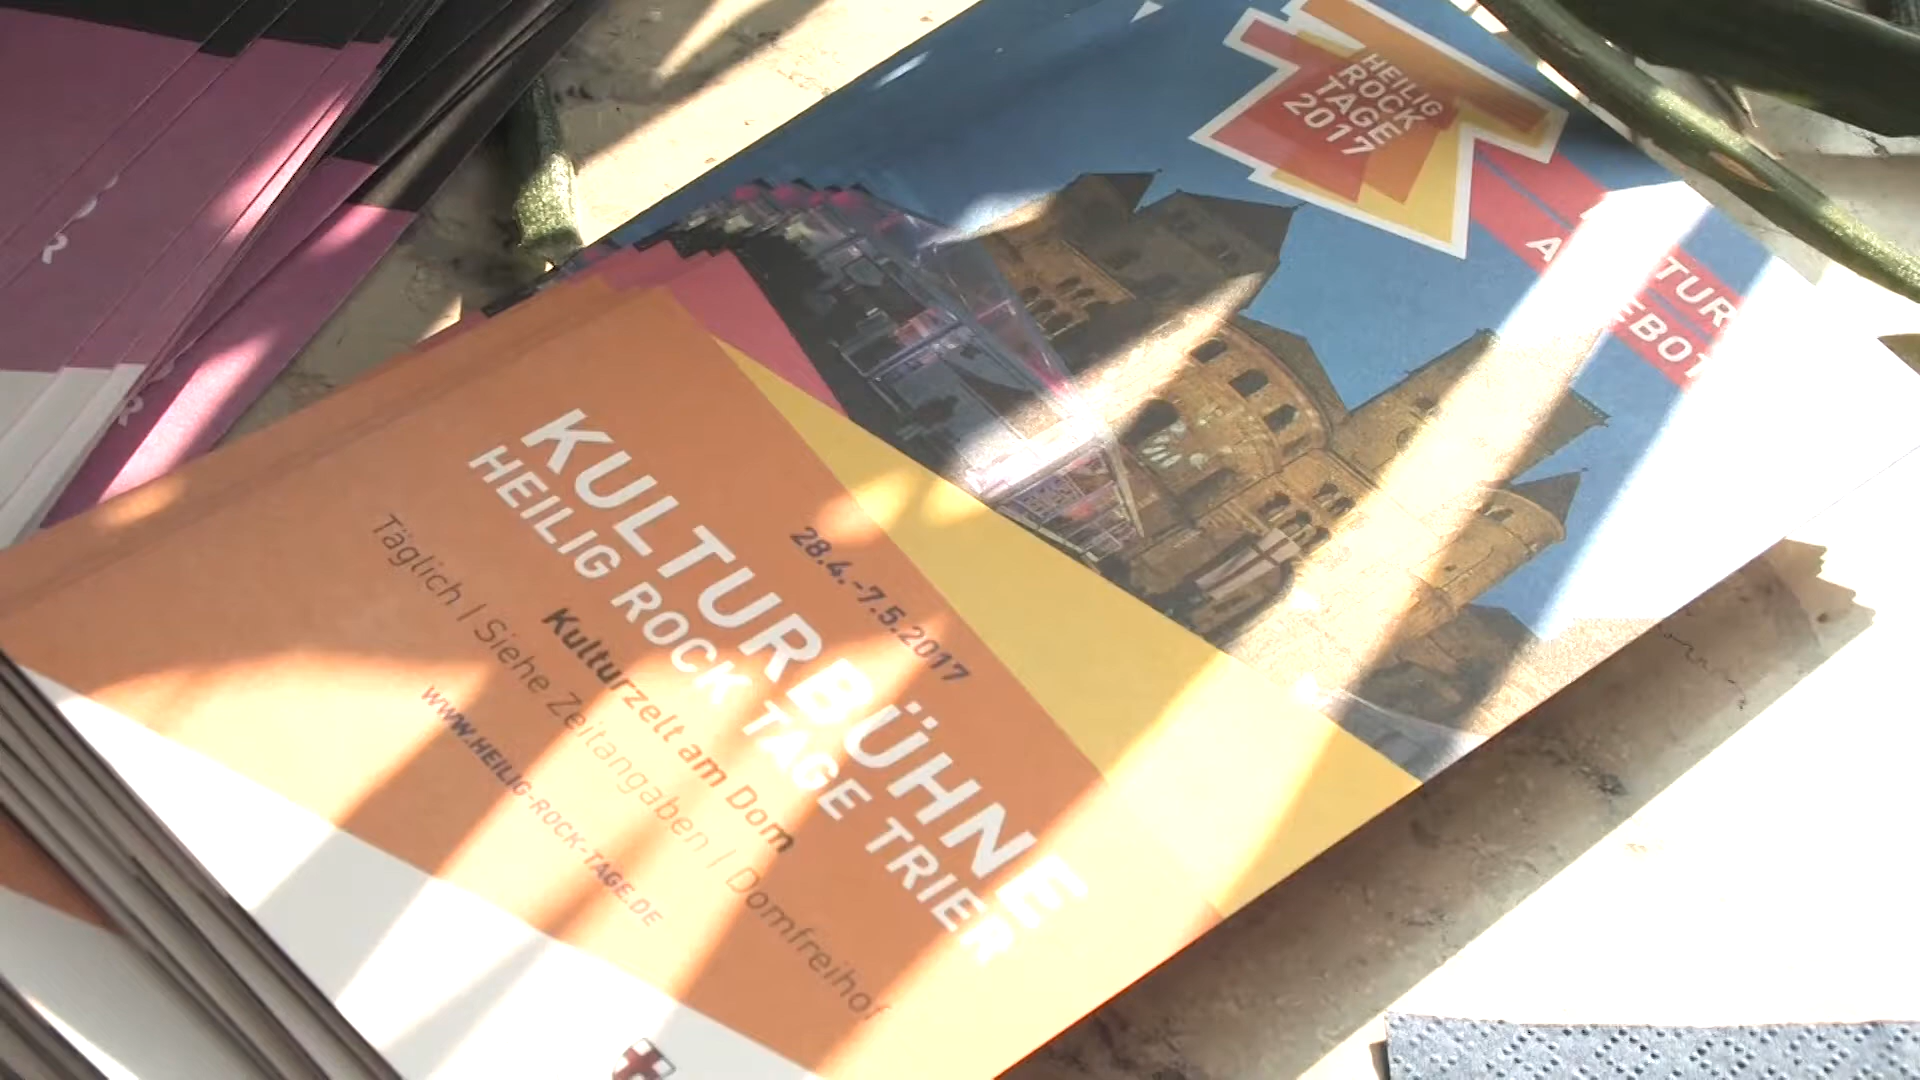 HEILIG
ROCK
TAGE
2017
28.4.-7.5.2017
KULTURBÜHNE
HEILIG ROCK TAGE TRIER
Kulturzelt am Dom
Täglich | Siehe Zeitangaben | Domfreihof
WWW.HEILIG-ROCK-TAGE.DE